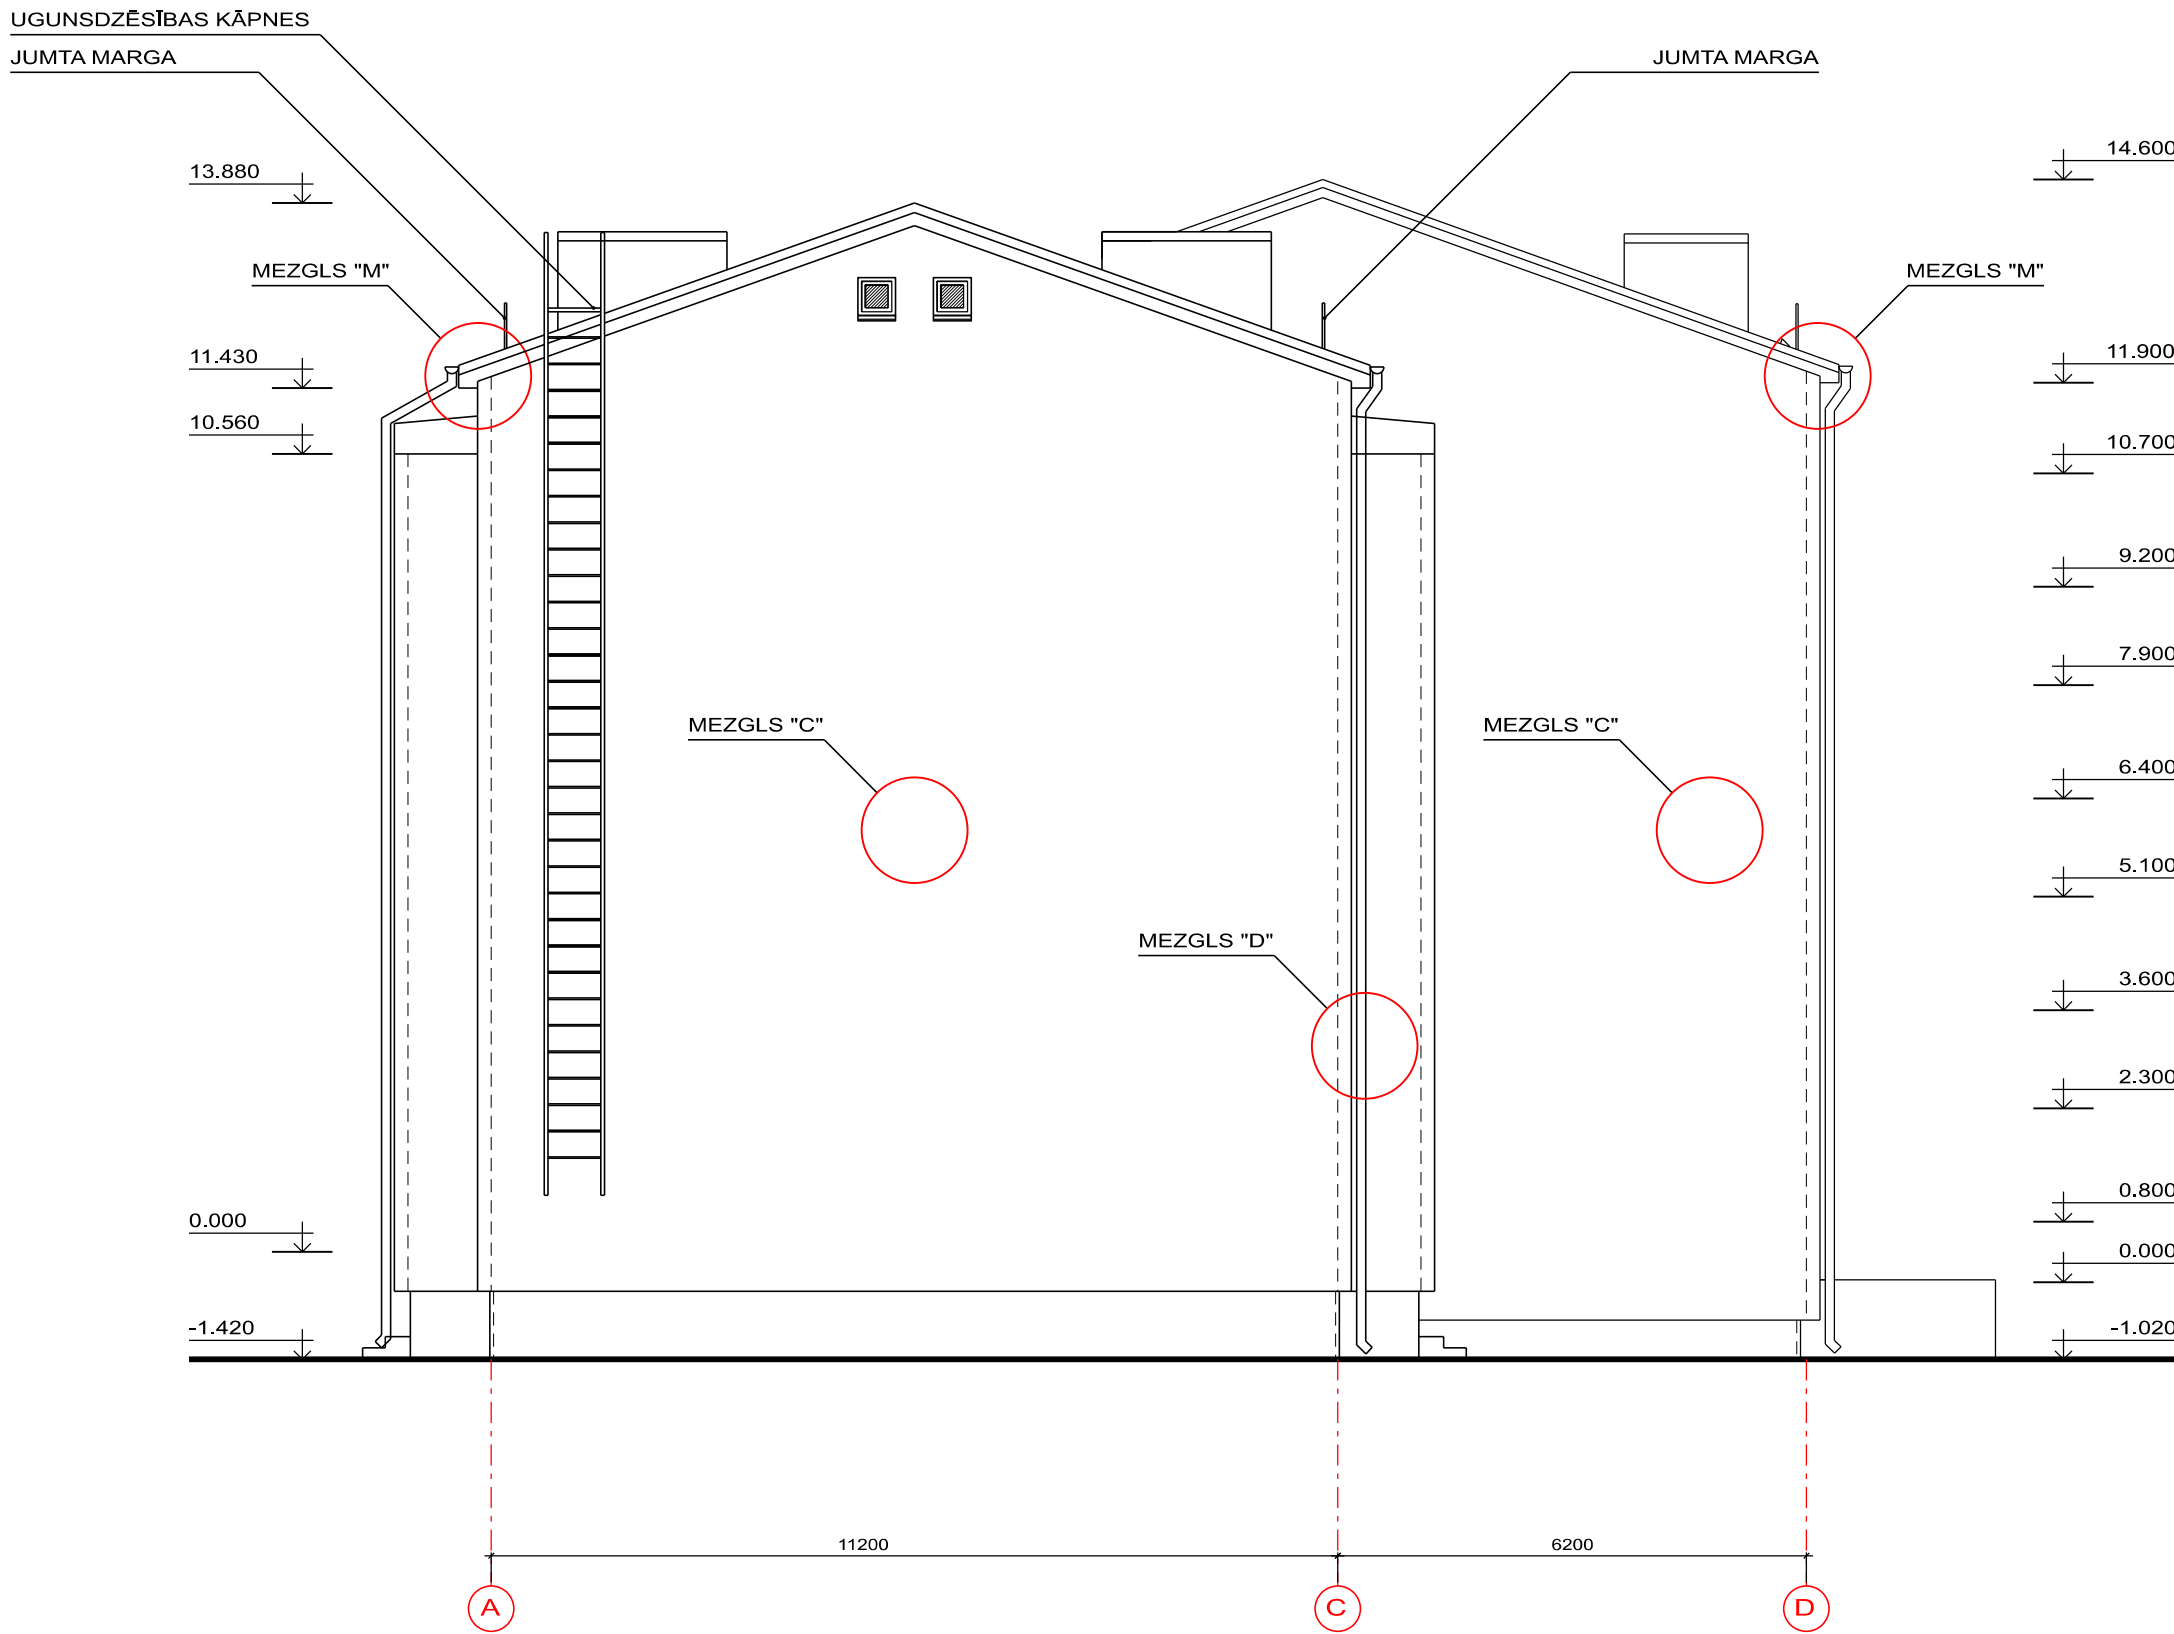 UGUNSDZĒSĪBAS KĀPNES
JUMTA MARGA
JUMTA MARGA
13.880
14.600
MEZGLS "M"
MEZGLS "M"
11.430
11.900
10.560
10.700
9.200
7.900
MEZGLS "C"
MEZGLS "C"
6.400
5.100
MEZGLS "D"
3.600
2.300
0.800
0.000
0.000
-1.420
-1.020
11200
6200
A
C
D